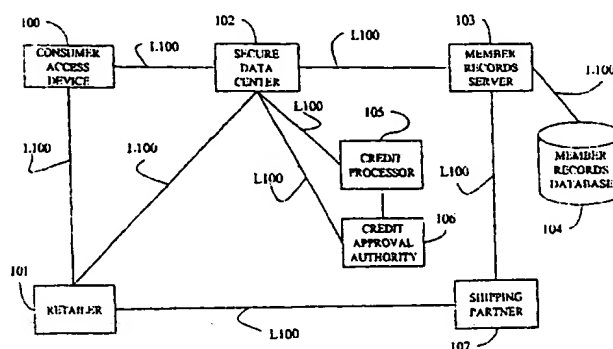 100
CONSUMER
ACCESS
DEVICE
L100
102
SECURE
DATA
CENTER
L100
103
MEMBER
RECORDS
SERVER
L100
L100
L100
L100
L100
105
CREDIT
PROCESSOR
L100
MEMBER
RECORDS
DATABASE
104
CREDIT
APPROVAL
AUTHORITY
106
101
RETAILER
L100
SHIPPING
PARTNER
107